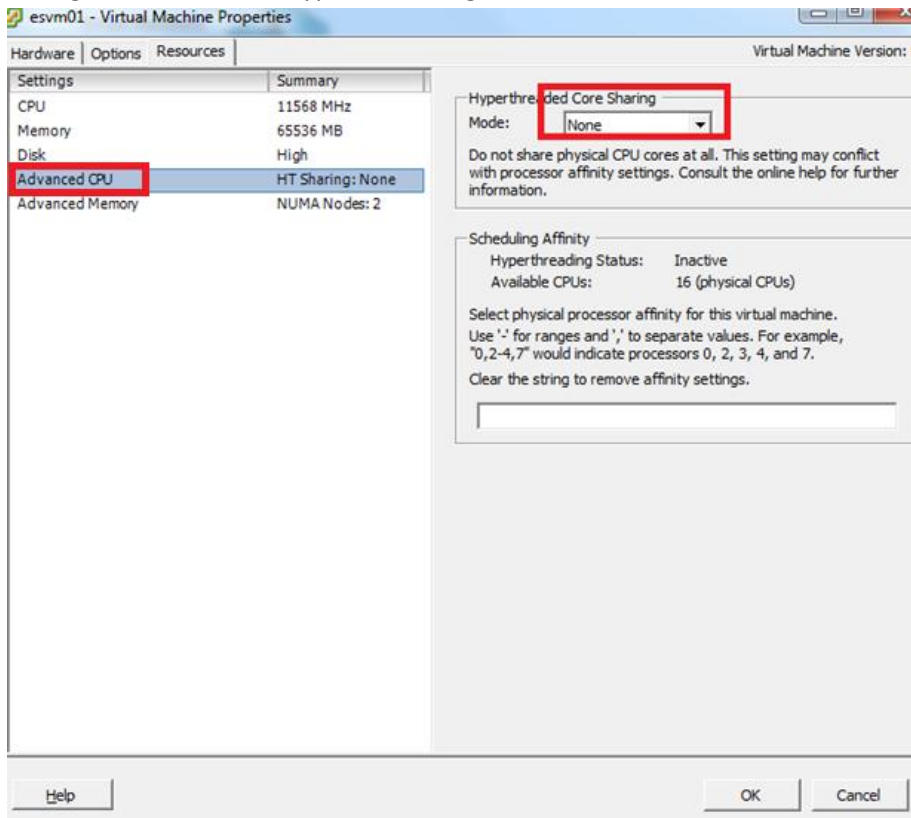 esvm01 - Virtual Machine Properties
Hardware Options Resources
Virtual Machine Version:
Settings Summary
CPU 11568 MHz
Memory 65536 MB
Disk High
Advanced CPU HT Sharing: None
Advanced Memory NUMA Nodes: 2
Hyperthreaded Core Sharing
Mode: None
Do not share physical CPU cores at all. This setting may conflict
with processor affinity settings. Consult the online help for further
information.
Scheduling Affinity
Hyperthreading Status: Inactive
Available CPUs: 16 (physical CPUs)
Select physical processor affinity for this virtual machine.
Use '-' for ranges and ',' to separate values. For example,
"0,2-4,7" would indicate processors 0, 2, 3, 4, and 7.
Clear the string to remove affinity settings.
Help OK Cancel